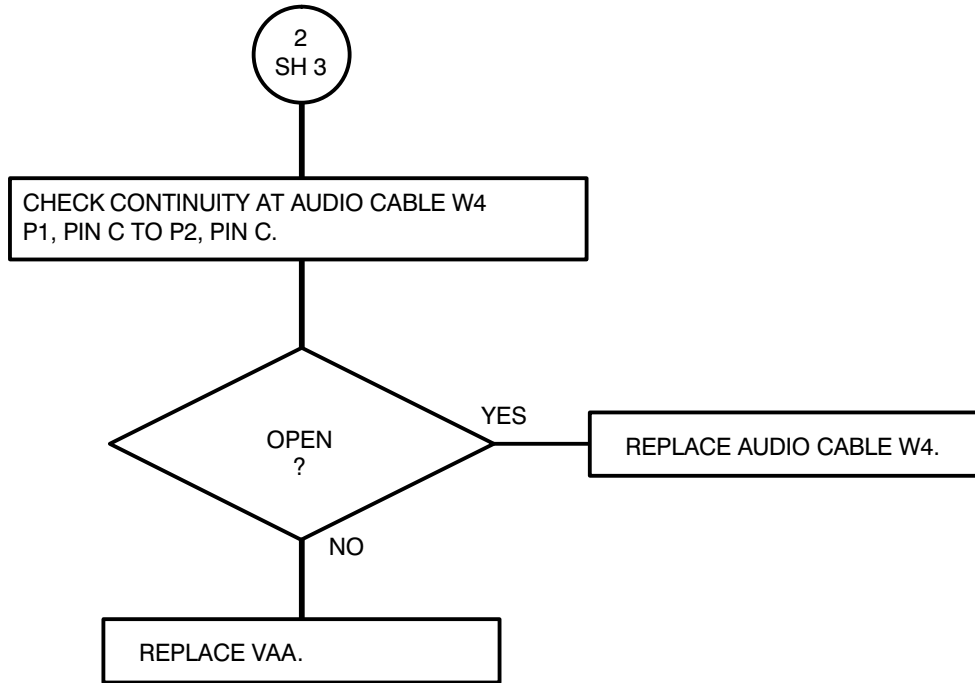 2
SH 3
CHECK CONTINUITY AT AUDIO CABLE W4
P1, PIN C TO P2, PIN C.
OPEN
?
YES
REPLACE AUDIO CABLE W4.
NO
REPLACE VAA.